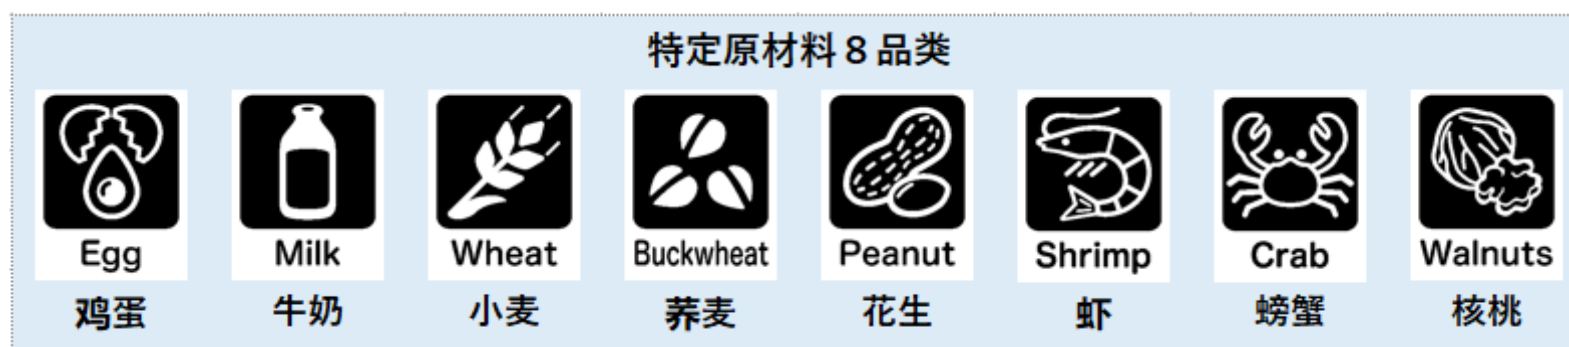 特定原材料8品类
Egg Milk Wheat Buckwheat Peanut Shrimp Crab Walnuts
鸡蛋 牛奶 小麦 荞麦 花生 虾 螃蟹 核桃